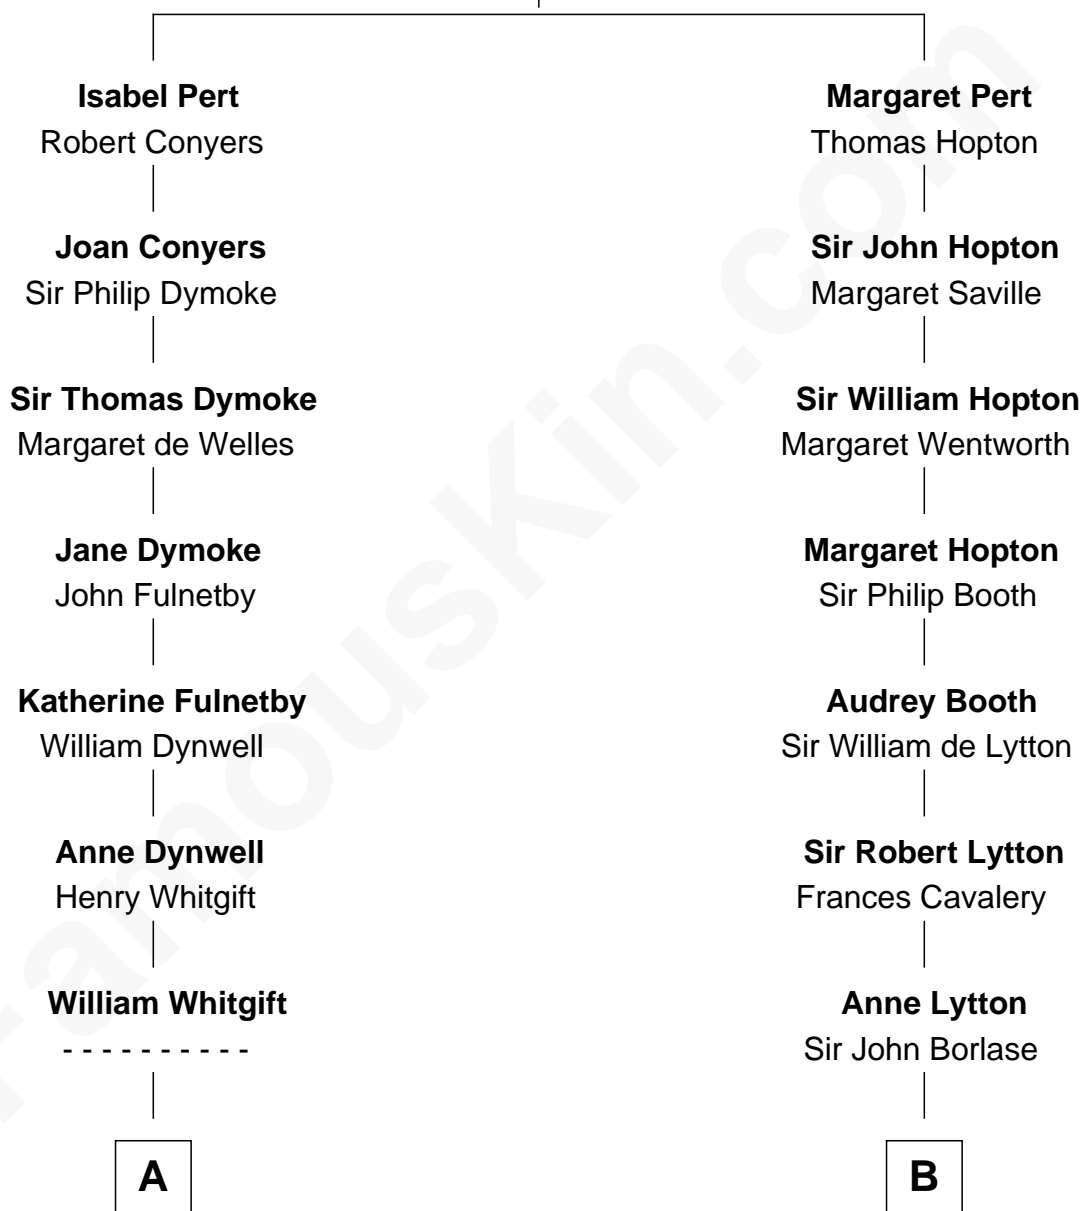 Isabel Pert
Robert Conyers
Margaret Pert
Thomas Hopton
Joan Conyers
Sir Philip Dymoke
Sir John Hopton
Margaret Saville
Sir Thomas Dymoke
Margaret de Welles
Sir William Hopton
Margaret Wentworth
Jane Dymoke
John Fulnetby
Margaret Hopton
Sir Philip Booth
Katherine Fulnetby
William Dynwell
Audrey Booth
Sir William de Lytton
Anne Dynwell
Henry Whitgift
Sir Robert Lytton
Frances Cavalery
William Whitgift
- - - - - - - - - -
Anne Lytton
Sir John Borlase
A
B
FamousKin.com